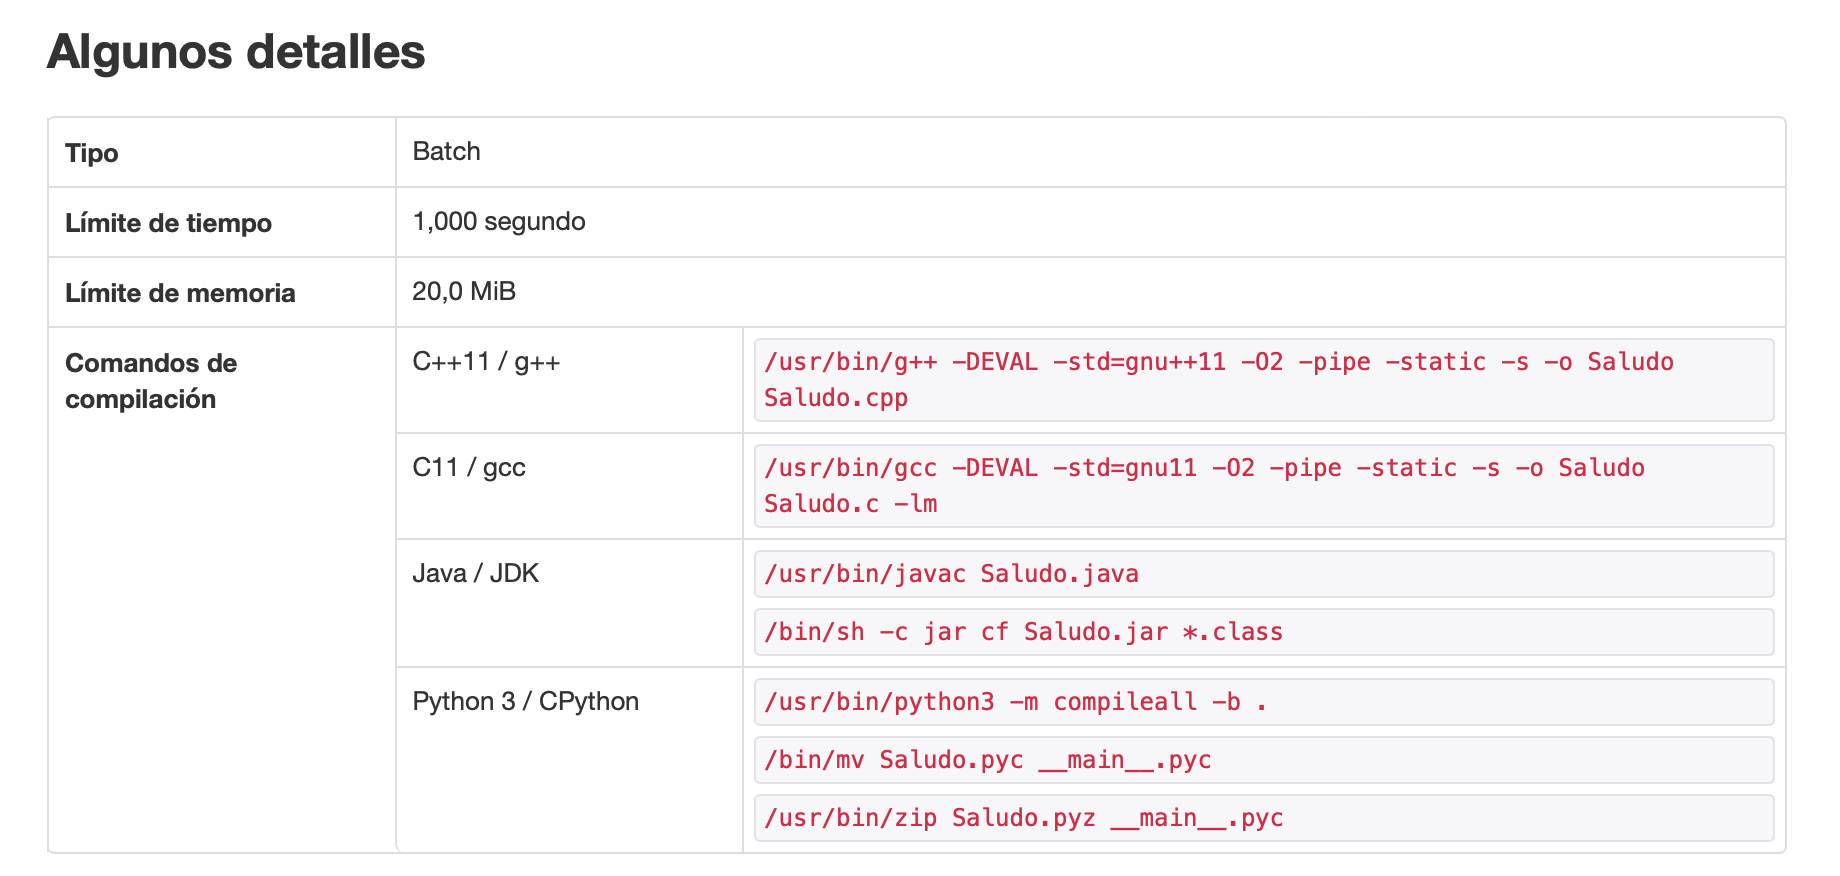 Algunos detalles
Tipo
Batch
Límite de tiempo
1,000 segundo
Límite de memoria
20,0 MiB
Comandos de
compilación
C++11 / g++
/usr/bin/g++ -DEVAL -std=gnu++11 -O2 -pipe -static -s -o Saludo
Saludo.cpp
C11 / gcc
/usr/bin/gcc -DEVAL -std=gnu11 -O2 -pipe -static -s -o Saludo
Saludo.c -lm
Java / JDK
/usr/bin/javac Saludo.java
/bin/sh -c jar cf Saludo.jar *.class
Python 3 / CPython
/usr/bin/python3 -m compileall -b .
/bin/mv Saludo.pyc __main__.pyc
/usr/bin/zip Saludo.pyz __main__.pyc